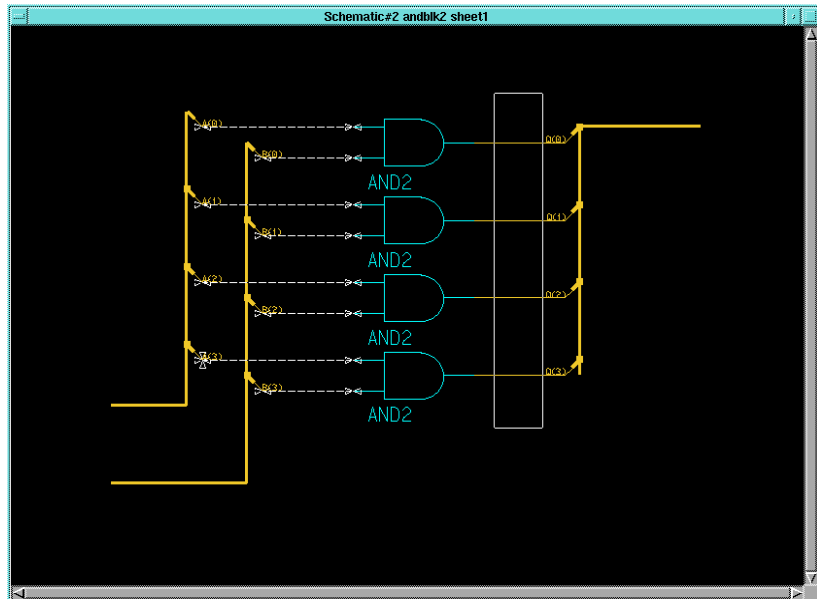 Schematic#2 andblk2 sheet1
A(0)
Q(0)
B(0)
AND2
A(1)
Q(1)
B(1)
AND2
A(2)
Q(2)
B(2)
AND2
A(3)
Q(3)
B(3)
AND2